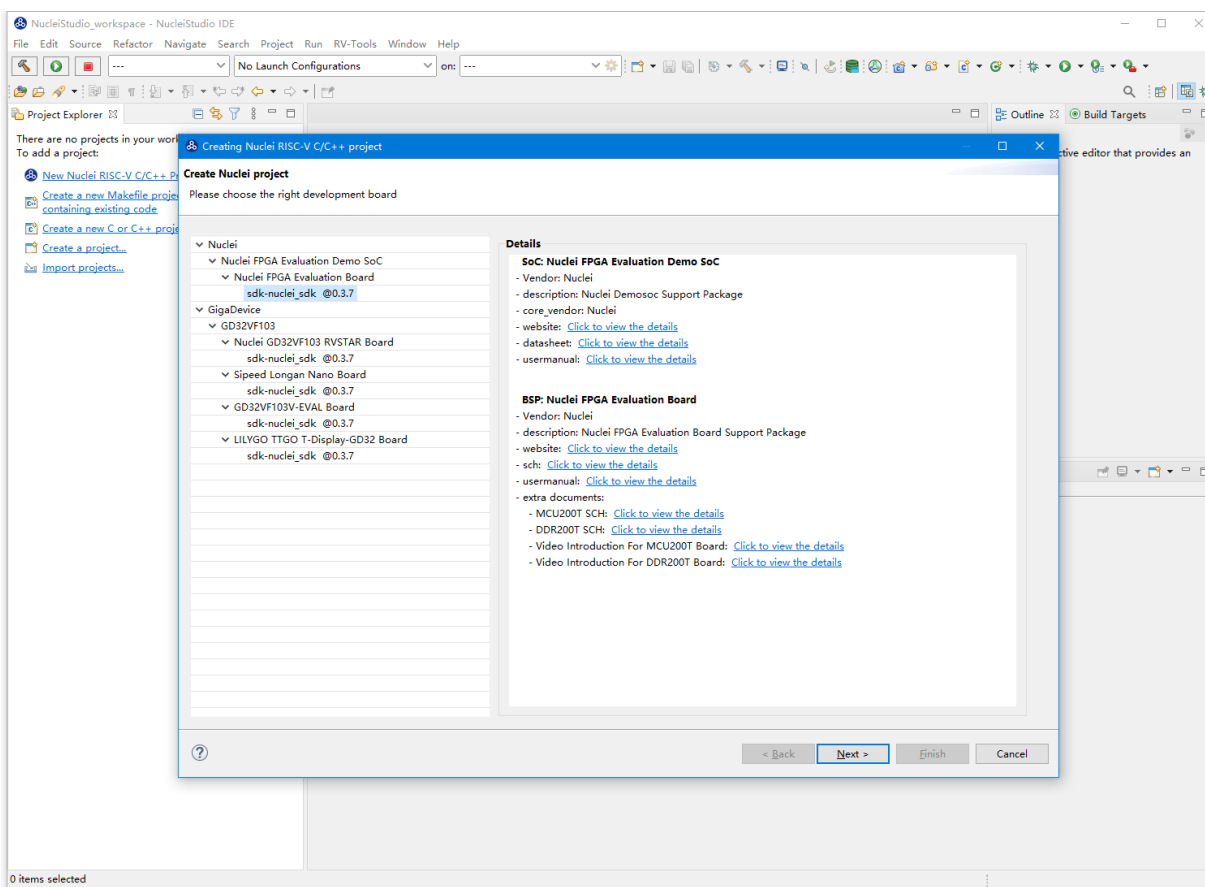 NucleiStudio_workspace - NucleiStudio IDE
File Edit Source Refactor Navigate Search Project Run RV-Tools Window Help
--- No Launch Configurations on: ---
Project Explorer
Outline Build Targets
There are no projects in your work
To add a project:
New Nuclei RISC-V C/C++ P
Create a new Makefile proje
containing existing code
Create a new C or C++ proje
Create a project...
Import projects...
ctive editor that provides an
Creating Nuclei RISC-V C/C++ project
Create Nuclei project
Please choose the right development board
Nuclei
Nuclei FPGA Evaluation Demo SoC
Nuclei FPGA Evaluation Board
sdk-nuclei_sdk @0.3.7
GigaDevice
GD32VF103
Nuclei GD32VF103 RVSTAR Board
sdk-nuclei_sdk @0.3.7
Sipeed Longan Nano Board
sdk-nuclei_sdk @0.3.7
GD32VF103V-EVAL Board
sdk-nuclei_sdk @0.3.7
LILYGO TTGO T-Display-GD32 Board
sdk-nuclei_sdk @0.3.7
Details
SoC: Nuclei FPGA Evaluation Demo SoC
- Vendor: Nuclei
- description: Nuclei Demosoc Support Package
- core_vendor: Nuclei
- website: Click to view the details
- datasheet: Click to view the details
- usermanual: Click to view the details
BSP: Nuclei FPGA Evaluation Board
- Vendor: Nuclei
- description: Nuclei FPGA Evaluation Board Support Package
- website: Click to view the details
- sch: Click to view the details
- usermanual: Click to view the details
- extra documents:
- MCU200T SCH: Click to view the details
- DDR200T SCH: Click to view the details
- Video Introduction For MCU200T Board: Click to view the details
- Video Introduction For DDR200T Board: Click to view the details
< Back Next > Finish Cancel
0 items selected